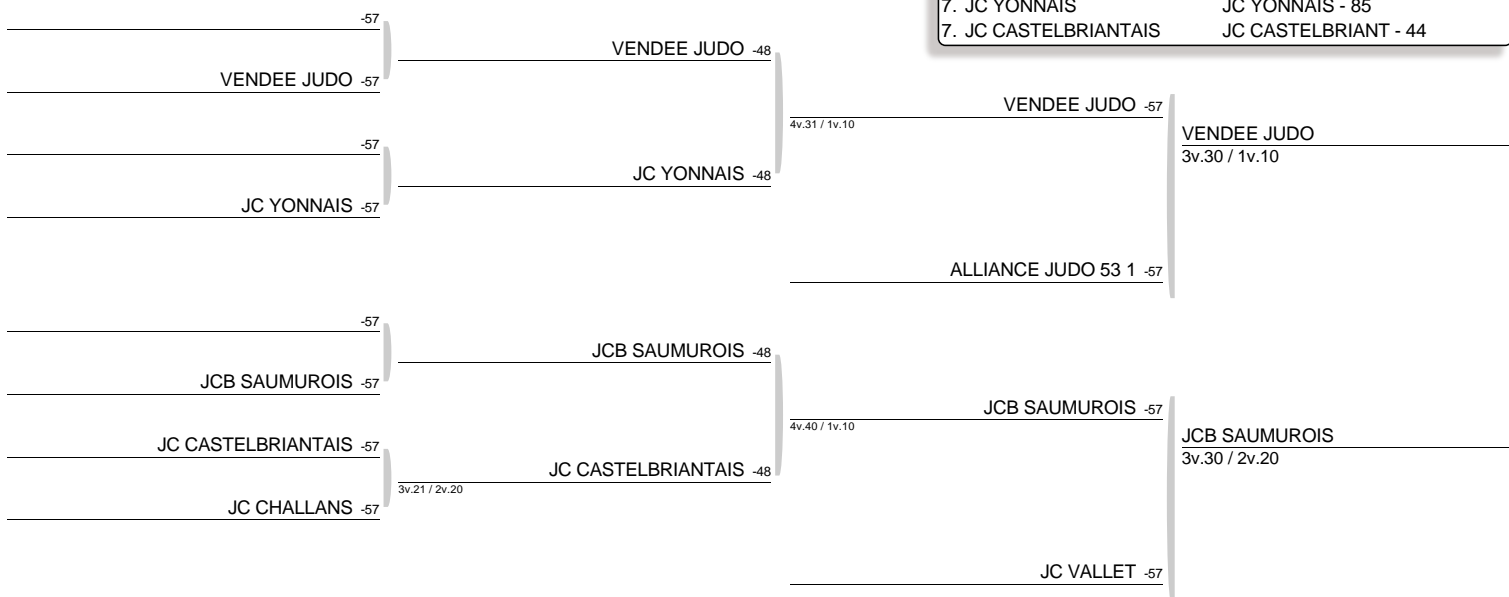 7. JC YONNAIS JC YONNAIS - 85
7. JC CASTELBRIANTAIS JC CASTELBRIANT - 44
-57
VENDEE JUDO -57
-57
JC YONNAIS -57
-57
JCB SAUMUROIS -57
JC CASTELBRIANTAIS -57
JC CHALLANS -57
VENDEE JUDO -48
JC YONNAIS -48
JCB SAUMUROIS -48
JC CASTELBRIANTAIS -48
3v.21 / 2v.20
VENDEE JUDO -57
4v.31 / 1v.10
ALLIANCE JUDO 53 1 -57
JCB SAUMUROIS -57
4v.40 / 1v.10
JC VALLET -57
VENDEE JUDO
3v.30 / 1v.10
JCB SAUMUROIS
3v.30 / 2v.20